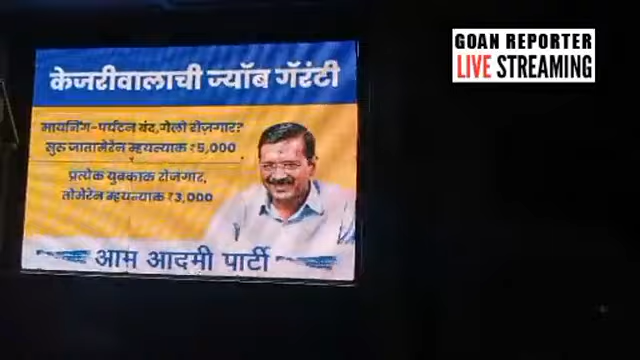 केजरीवालाची ज्यॉब गॅरंटी
मायनिंग-पर्यटन बंद,गेलो रोजगार?
सुरु जातामेरेन म्हयन्याक ₹5,000
प्रत्येक युवकाक रोजगार,
तोमेरेन म्हयन्याक ₹3,000
आम आदमी पार्टी
GOAN REPORTER
LIVE STREAMING